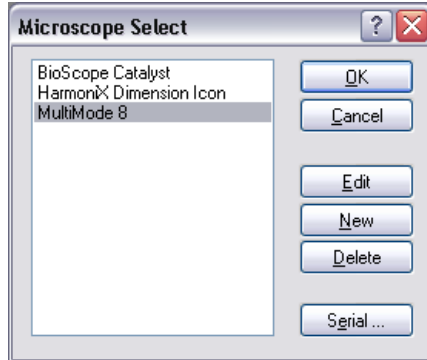 Microscope Select
?
BioScope Catalyst
HarmoniX Dimension Icon
MultiMode 8
OK
Cancel
Edit
New
Delete
Serial ...